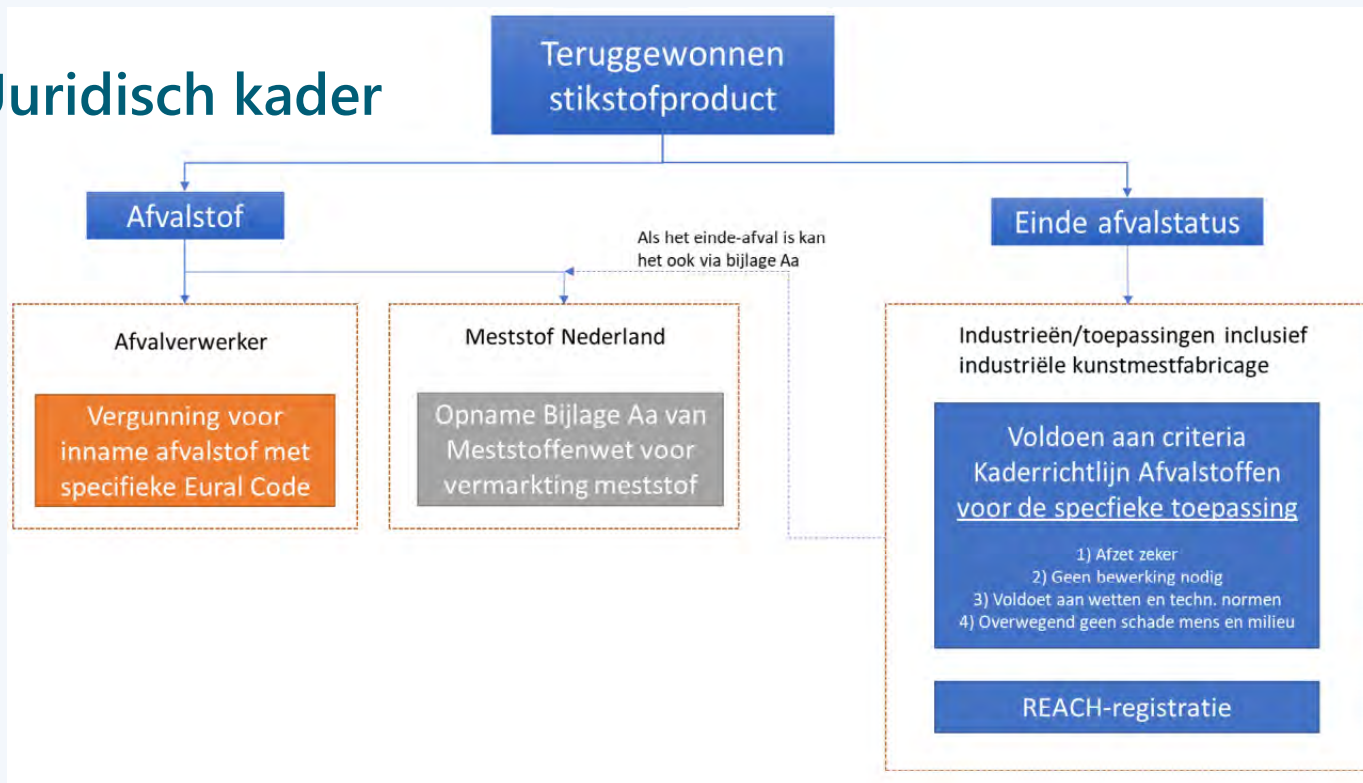 Juridisch kader
Teruggewonnen
stikstofproduct
Afvalstof
Einde afvalstatus
Als het einde-afval is kan
het ook via bijlage Aa
Afvalverwerker
Vergunning voor
inname afvalstof met
specifieke Eural Code
Meststof Nederland
Opname Bijlage Aa van
Meststoffenwet voor
vermarkting meststof
Industrieën/toepassingen inclusief
industriële kunstmestfabricage
Voldoen aan criteria
Kaderrichtlijn Afvalstoffen
voor de specfieke toepassing
1) Afzet zeker
2) Geen bewerking nodig
3) Voldoet aan wetten en techn. normen
4) Overwegend geen schade mens en milieu
REACH-registratie